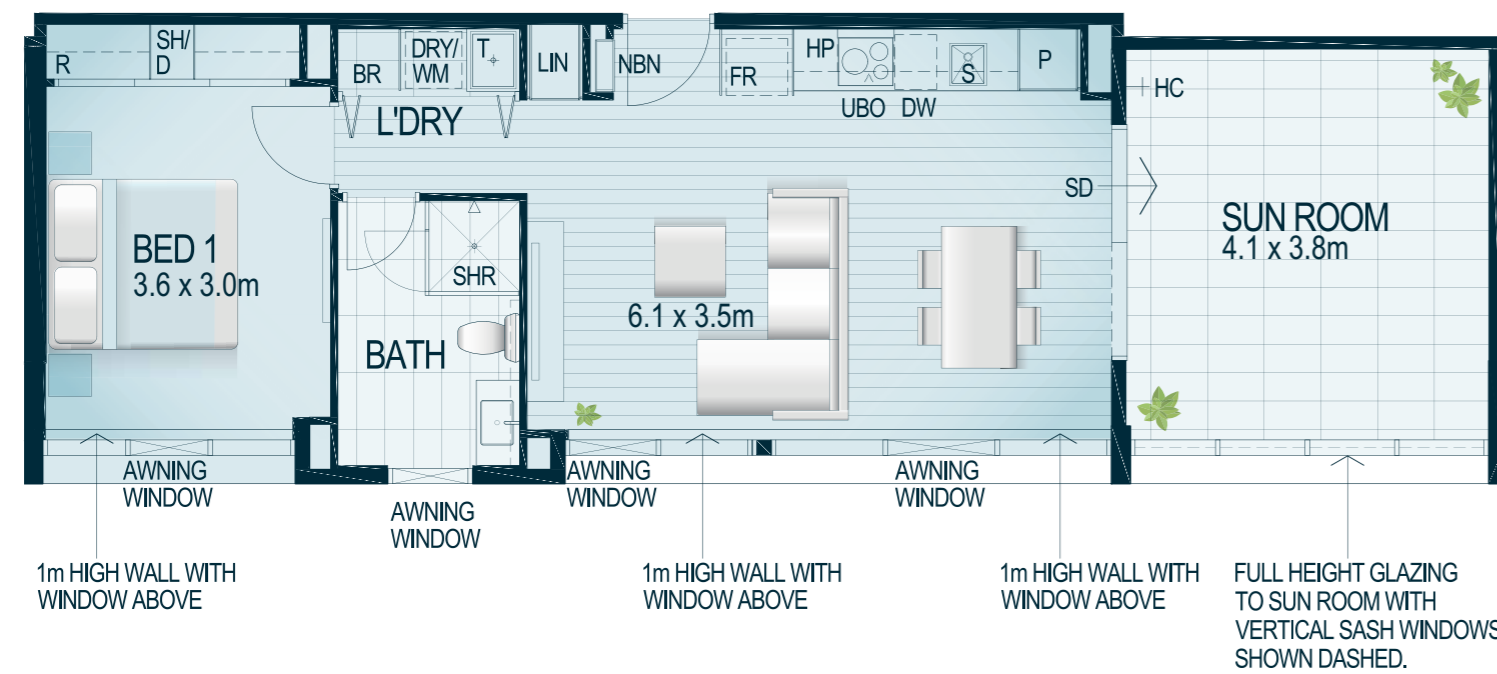 R
SH/
D
BR
DRY/
WM
T
L'DRY
LIN
NBN
FR
HP
UBO
DW
S
P
HC
SD
BED 1
3.6 x 3.0m
SHR
BATH
6.1 x 3.5m
SUN ROOM
4.1 x 3.8m
AWNING
WINDOW
AWNING
WINDOW
AWNING
WINDOW
AWNING
WINDOW
1m HIGH WALL WITH
WINDOW ABOVE
1m HIGH WALL WITH
WINDOW ABOVE
1m HIGH WALL WITH
WINDOW ABOVE
FULL HEIGHT GLAZING
TO SUN ROOM WITH
VERTICAL SASH WINDOWS
SHOWN DASHED.